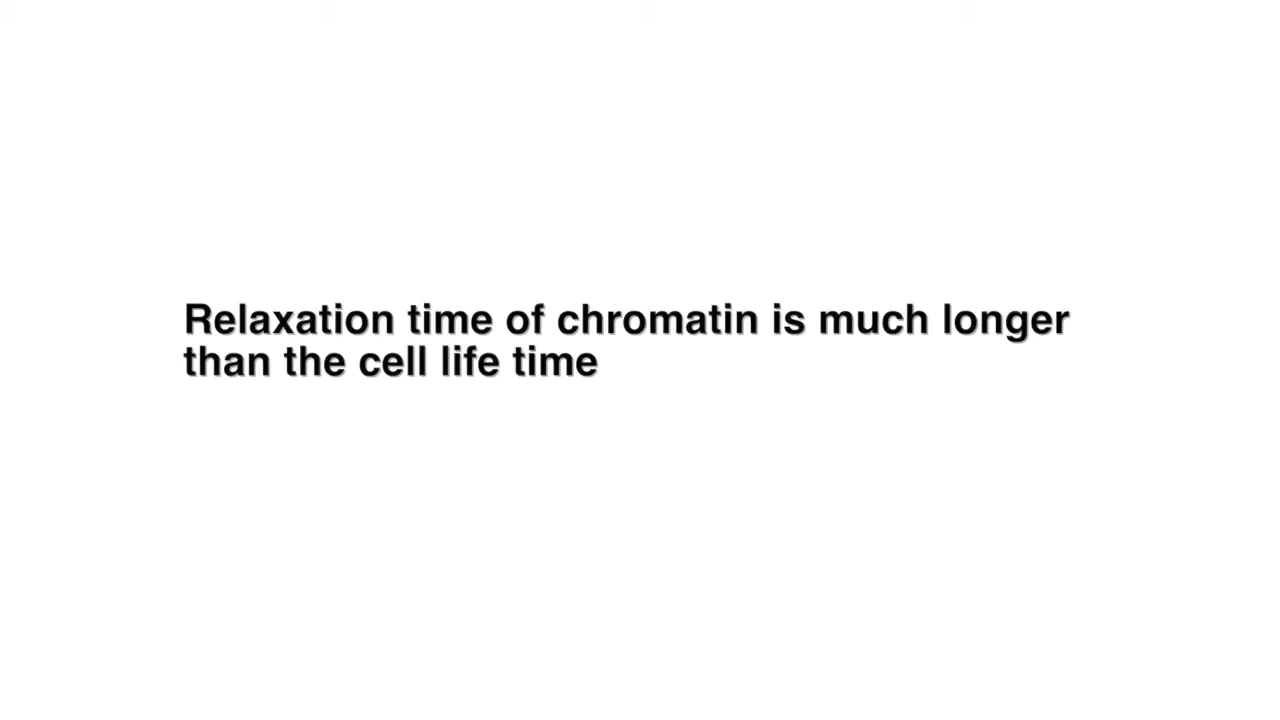 Relaxation time of chromatin is much longer
than the cell life time